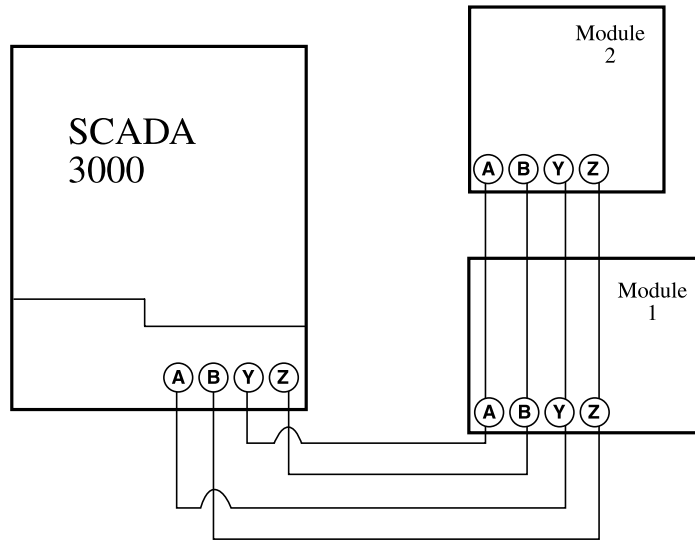 Module
2
SCADA
3000
A B Y Z
Module
1
A B Y Z
A B Y Z